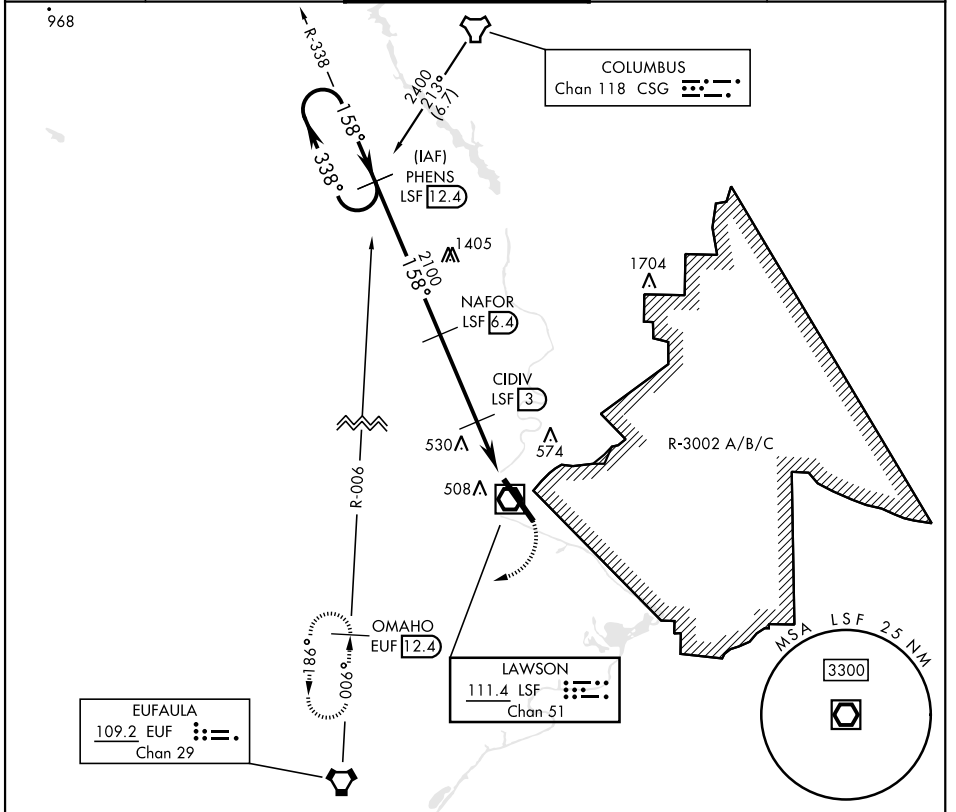 968
R-338
COLUMBUS
Chan 118 CSG
2400
213°
(6.7)
158°
338°
(IAF)
PHENS
LSF 12.4
1405
2100
158°
1704
NAFOR
LSF 6.4
CIDIV
LSF 3
530
574
R-3002 A/B/C
508
R-006
OMAHO
EUF 12.4
186°
006°
MSA LSF 25 NM
3300
LAWSON
111.4 LSF
Chan 51
EUFAULA
109.2 EUF
Chan 29